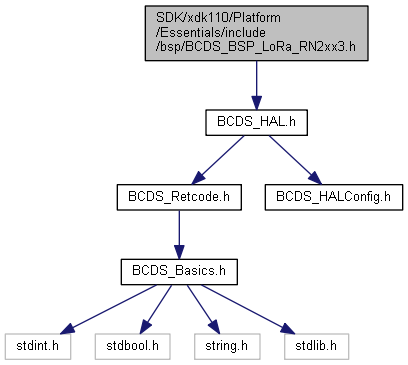 SDK/xdk110/Platform
/Essentials/include
/bsp/BCDS_BSP_LoRa_RN2xx3.h
BCDS_HAL.h
BCDS_Retcode.h
BCDS_HALConfig.h
BCDS_Basics.h
stdint.h
stdbool.h
string.h
stdlib.h